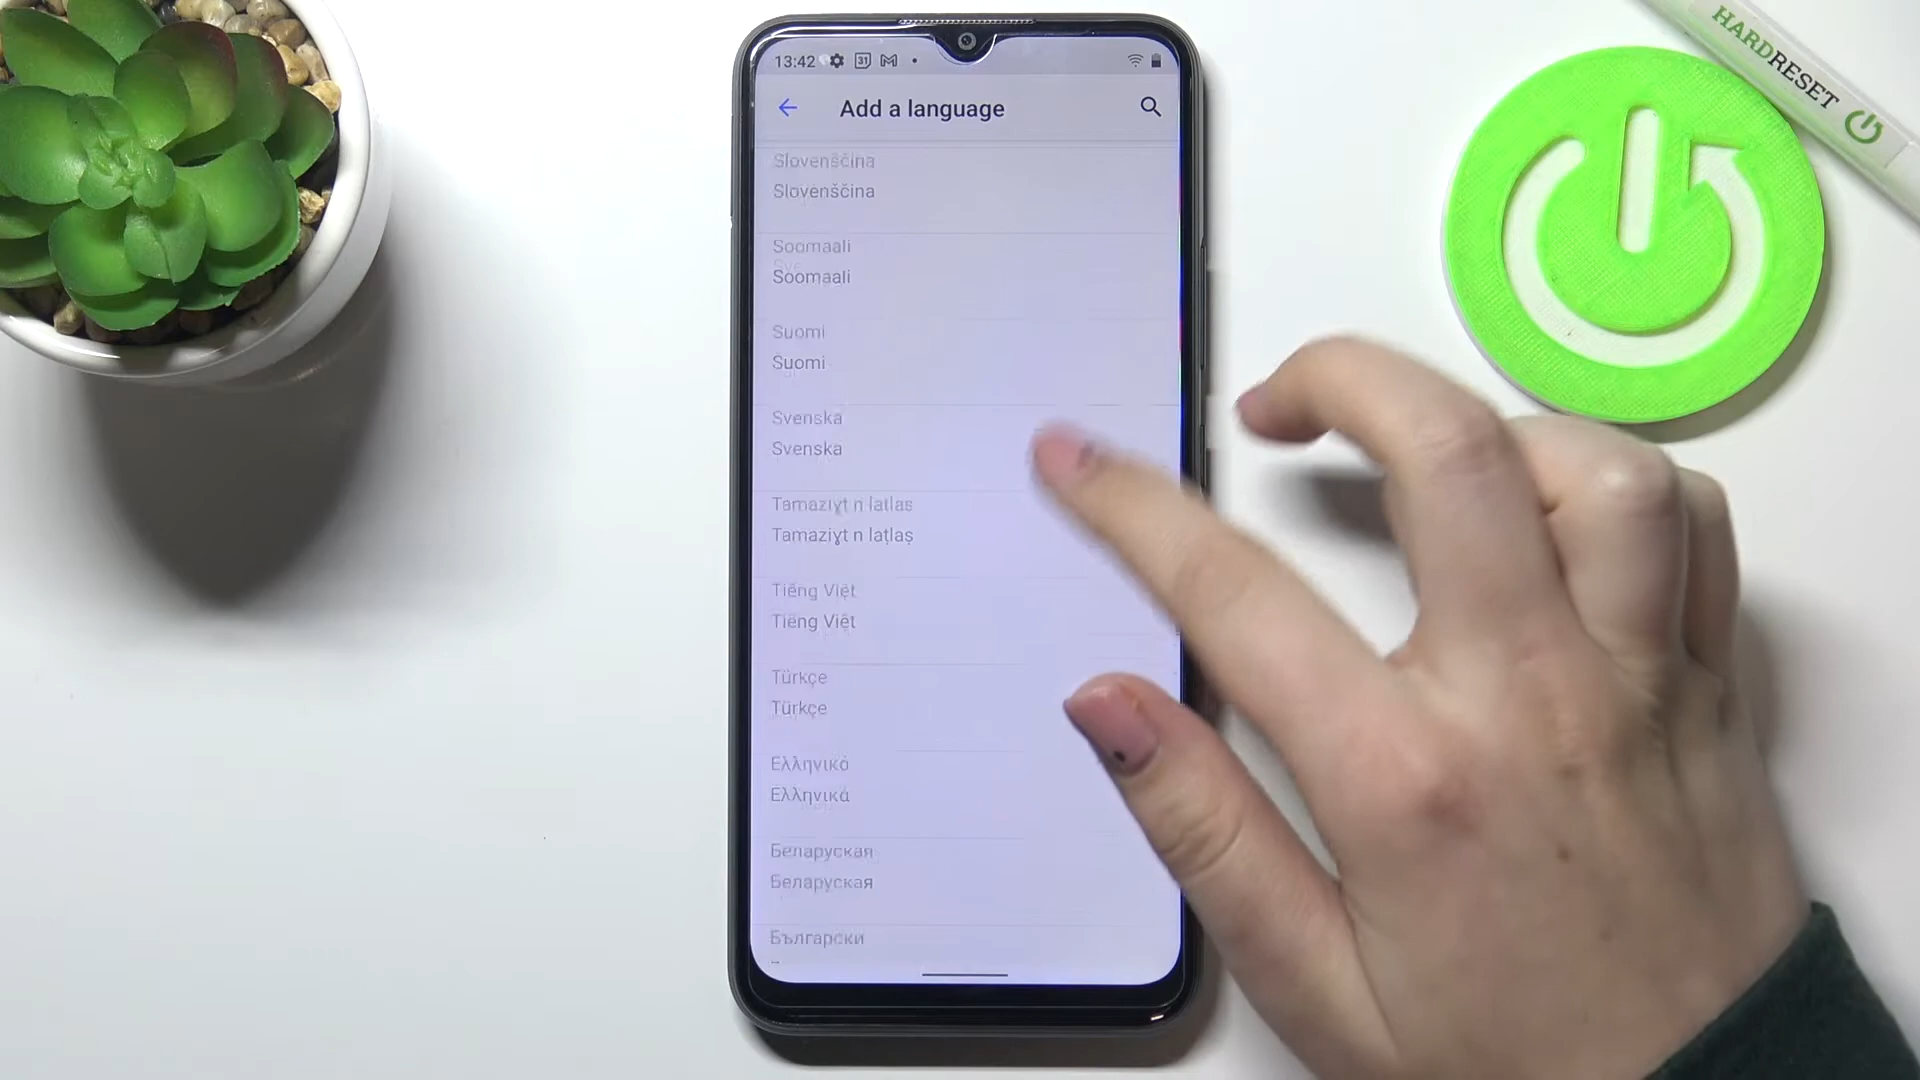 13:42 31
Add a language
Slovenščina
Slovenščina
Soomaali
Soomaali
Suomi
Suomi
Svenska
Svenska
Tamaziɣt n laṭlaṣ
Tamaziɣt n laṭlaṣ
Tiếng Việt
Tiếng Việt
Türkçe
Türkçe
Ελληνικά
Ελληνικά
Беларуская
Беларуская
Български
HARDRESET